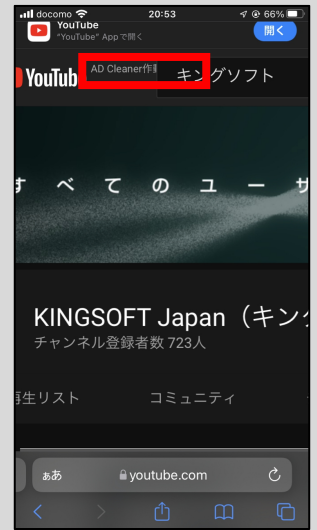 docomo 20:53 66%
YouTube
"YouTube" Appで開く
開く
YouTub
AD Cleaner作動
キングソフト
すべてのユーザ
KINGSOFT Japan（キング
チャンネル登録者数 723人
再生リスト コミュニティ
ぁあ youtube.com